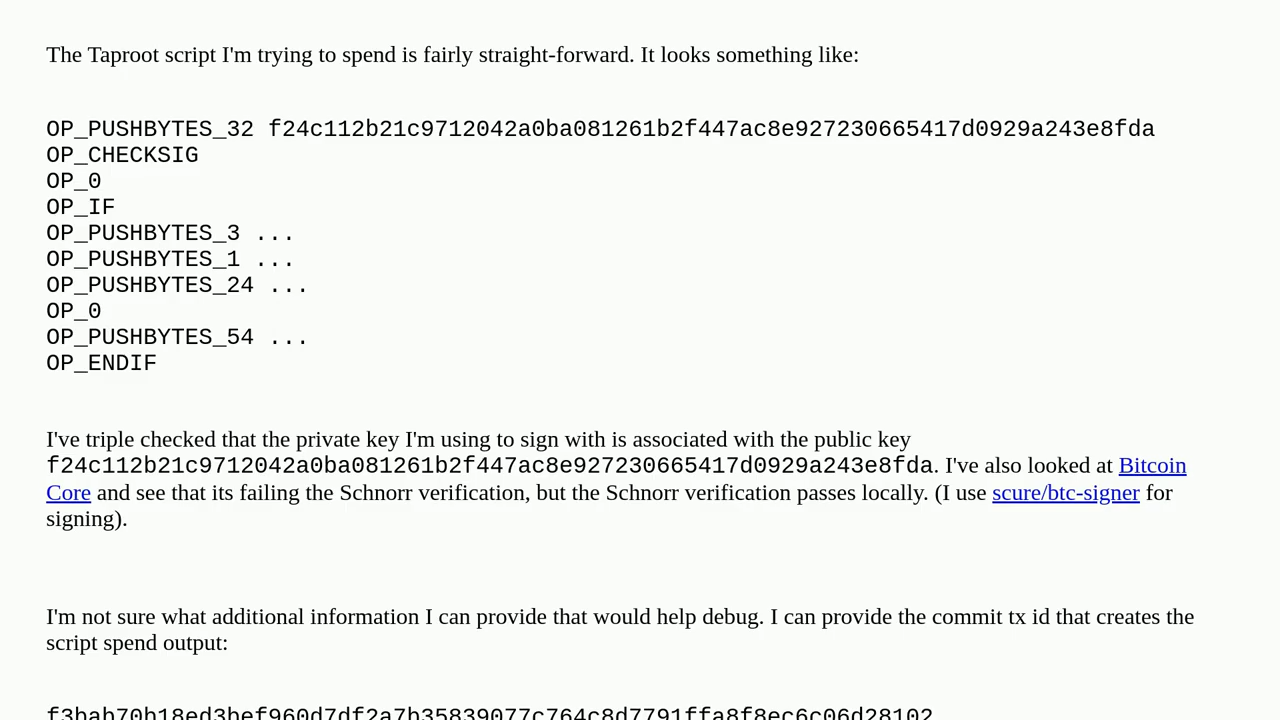 The Taproot script I'm trying to spend is fairly straight-forward. It looks something like:
OP_PUSHBYTES_32 f24c112b21c9712042a0ba081261b2f447ac8e927230665417d0929a243e8fda
OP_CHECKSIG
OP_0
OP_IF
OP_PUSHBYTES_3 ...
OP_PUSHBYTES_1 ...
OP_PUSHBYTES_24 ...
OP_0
OP_PUSHBYTES_54 ...
OP_ENDIF
I've triple checked that the private key I'm using to sign with is associated with the public key
f24c112b21c9712042a0ba081261b2f447ac8e927230665417d0929a243e8fda. I've also looked at Bitcoin
Core and see that its failing the Schnorr verification, but the Schnorr verification passes locally. (I use scure/btc-signer for
signing).
I'm not sure what additional information I can provide that would help debug. I can provide the commit tx id that creates the
script spend output:
f3bab70b18ed3bef960d7df2a7b35839077c764c8d7791ffa8f8ec6c06d28102